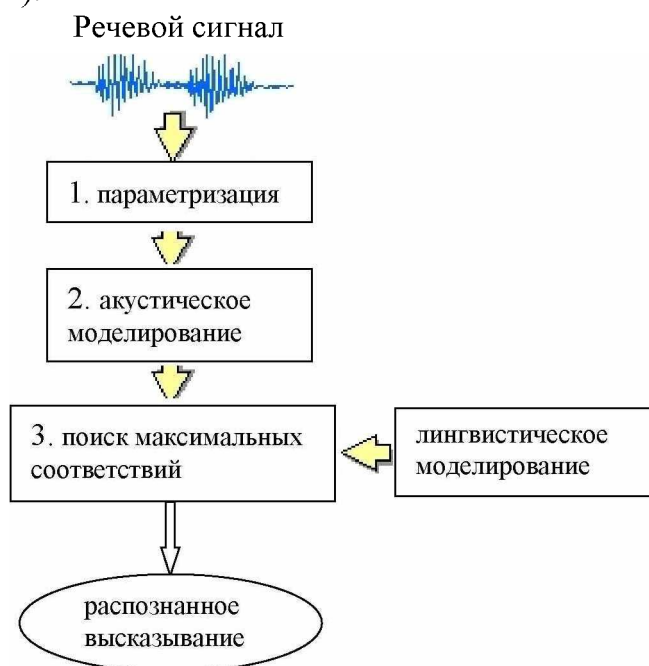 ).
Речевой сигнал
1. параметризация
2. акустическое
моделирование
3. поиск максимальных
соответствий
лингвистическое
моделирование
распознанное
высказывание